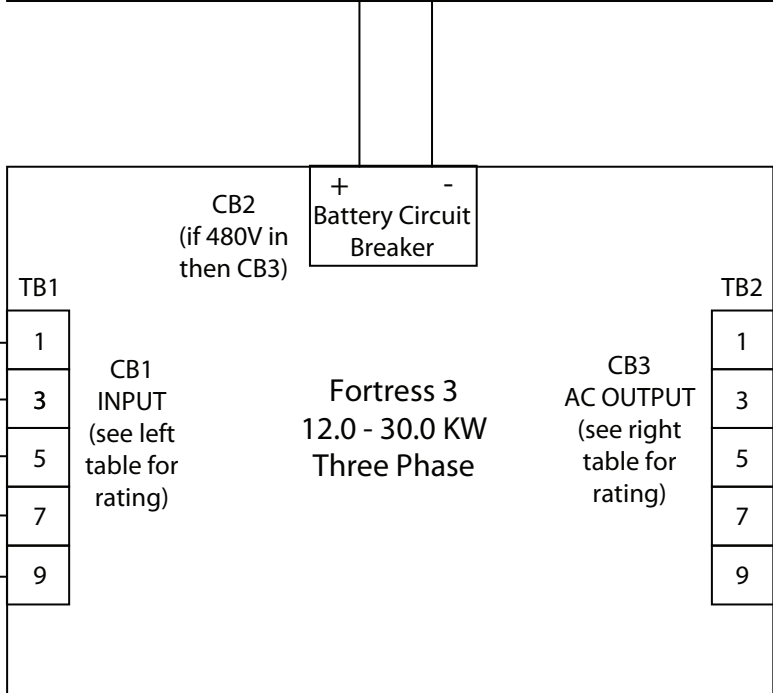 + -
Battery Circuit
Breaker
CB2
(if 480V in
then CB3)
TB1
1
3
5
7
9
CB1
INPUT
(see left
table for
rating)
Fortress 3
12.0 - 30.0 KW
Three Phase
CB3
AC OUTPUT
(see right
table for
rating)
TB2
1
3
5
7
9